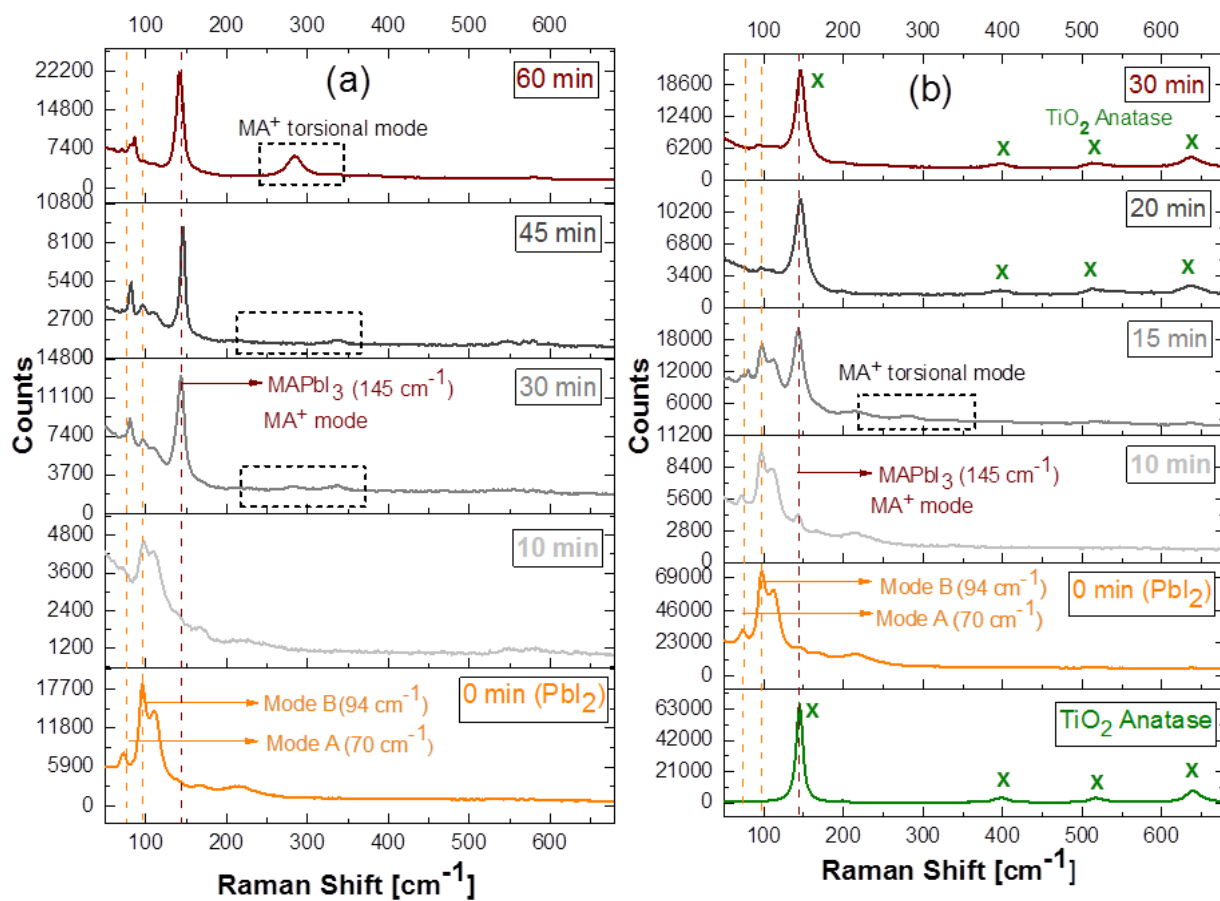 100 200 300 400 500 600
(a)
60 min
22200
14800
7400
0
MA⁺ torsional mode
10800
8100
5400
2700
45 min
14800
11100
7400
3700
0
30 min
MAPbI₃ (145 cm⁻¹)
MA⁺ mode
4800
3600
2400
1200
10 min
17700
11800
5900
0
0 min (PbI₂)
Mode B (94 cm⁻¹)
Mode A (70 cm⁻¹)
100 200 300 400 500 600
Counts
Raman Shift [cm⁻¹]
100 200 300 400 500 600
(b)
30 min
18600
12400
6200
0
X
TiO₂ Anatase
X X X
20 min
10200
6800
3400
0
X X X
15 min
18000
12000
6000
MA⁺ torsional mode
11200
8400
5600
2800
0
10 min
MAPbI₃ (145 cm⁻¹)
MA⁺ mode
69000
46000
23000
0
0 min (PbI₂)
Mode B (94 cm⁻¹)
Mode A (70 cm⁻¹)
63000
42000
21000
0
TiO₂ Anatase
X
X X X
100 200 300 400 500 600
Counts
Raman Shift [cm⁻¹]